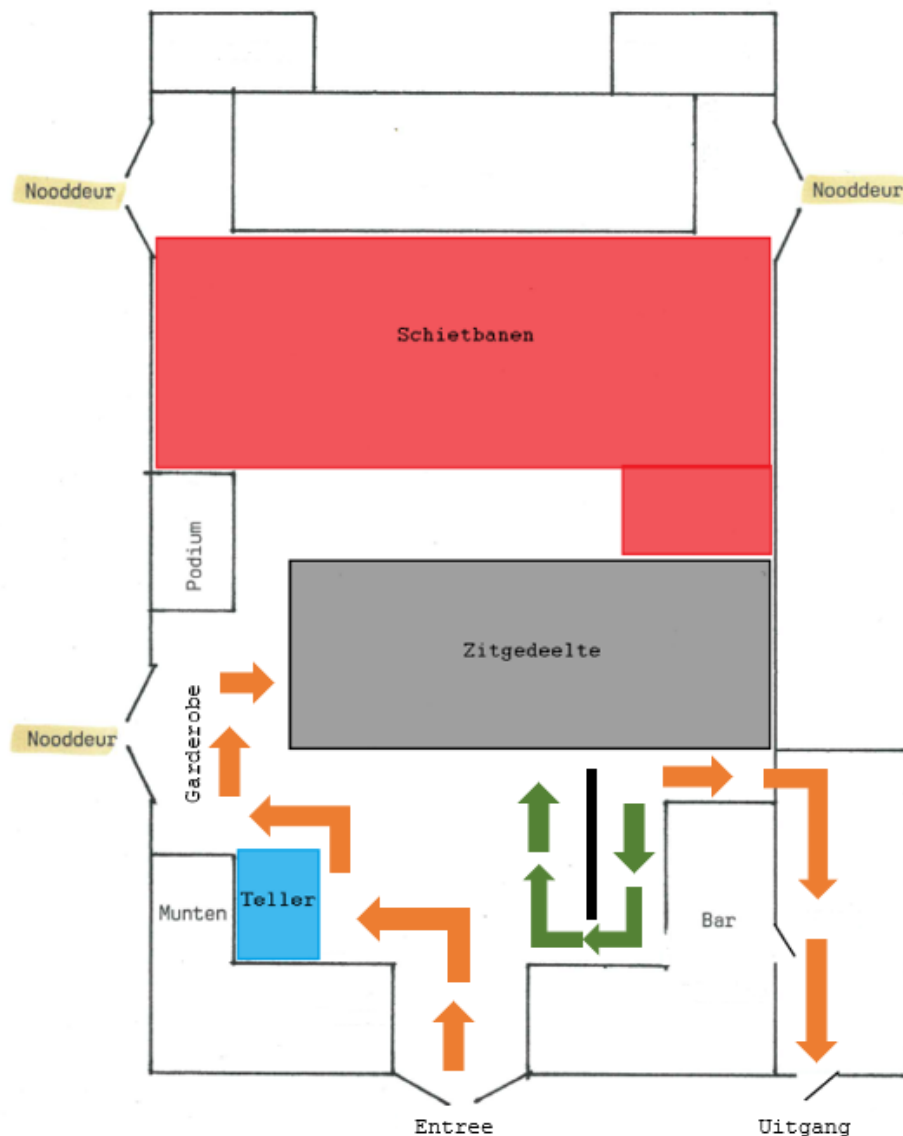 Nooddeur
Nooddeur
Schietbanen
Podium
Zitgedeelte
Garderobe
Nooddeur
Teller
Munten
Bar
Entree
Uitgang